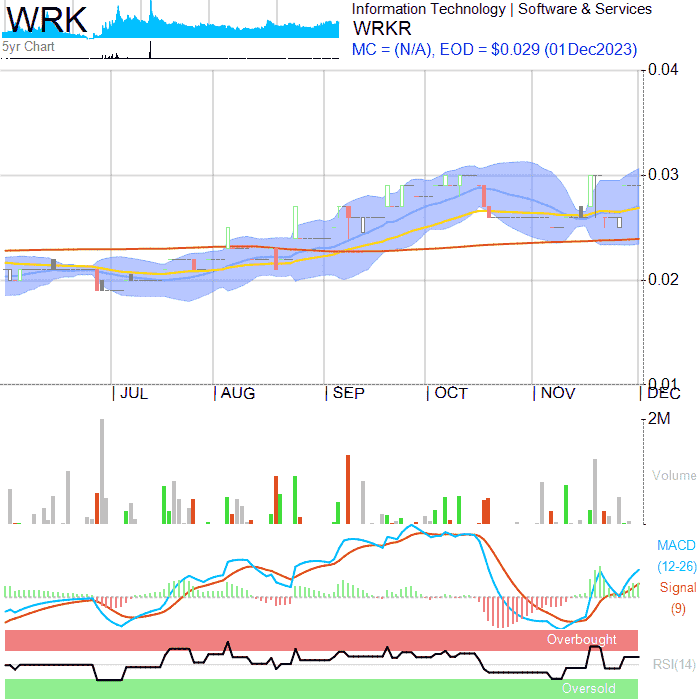 WRK
5yr Chart
Information Technology | Software & Services
WRKR
MC = (N/A), EOD = $0.029 (01Dec2023)
0.04
0.03
0.02
0.01
JUL AUG SEP OCT NOV DEC
2M
Volume
MACD
(12-26)
Signal
(9)
Overbought
RSI(14)
Oversold